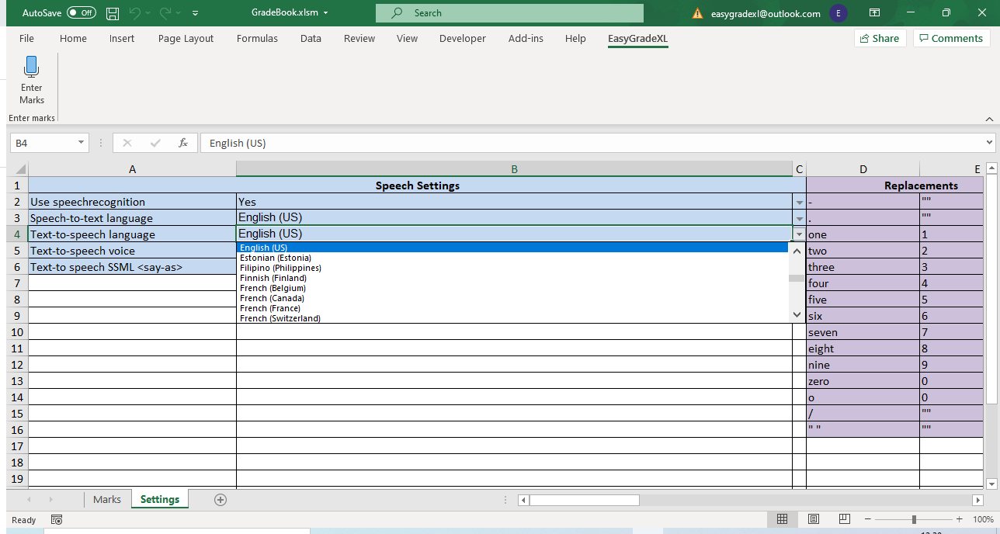 AutoSave Off GradeBook.xlsm Search easygradexl@outlook.com E
File Home Insert Page Layout Formulas Data Review View Developer Add-ins Help EasyGradeXL Share Comments
Enter
Marks
Enter marks
B4 fx English (US)
A B C D E
1 Speech Settings Replacements
2 Use speechrecognition Yes - ""
3 Speech-to-text language English (US) . ""
4 Text-to-speech language English (US) one 1
5 Text-to-speech voice two 2
6 Text-to speech SSML <say-as> three 3
English (US)
Estonian (Estonia)
Filipino (Philippines)
Finnish (Finland)
French (Belgium)
French (Canada)
French (France)
French (Switzerland)
7 four 4
8 five 5
9 six 6
10 seven 7
11 eight 8
12 nine 9
13 zero 0
14 o 0
15 / ""
16 " " ""
17
18
19
Marks Settings
Ready 100%